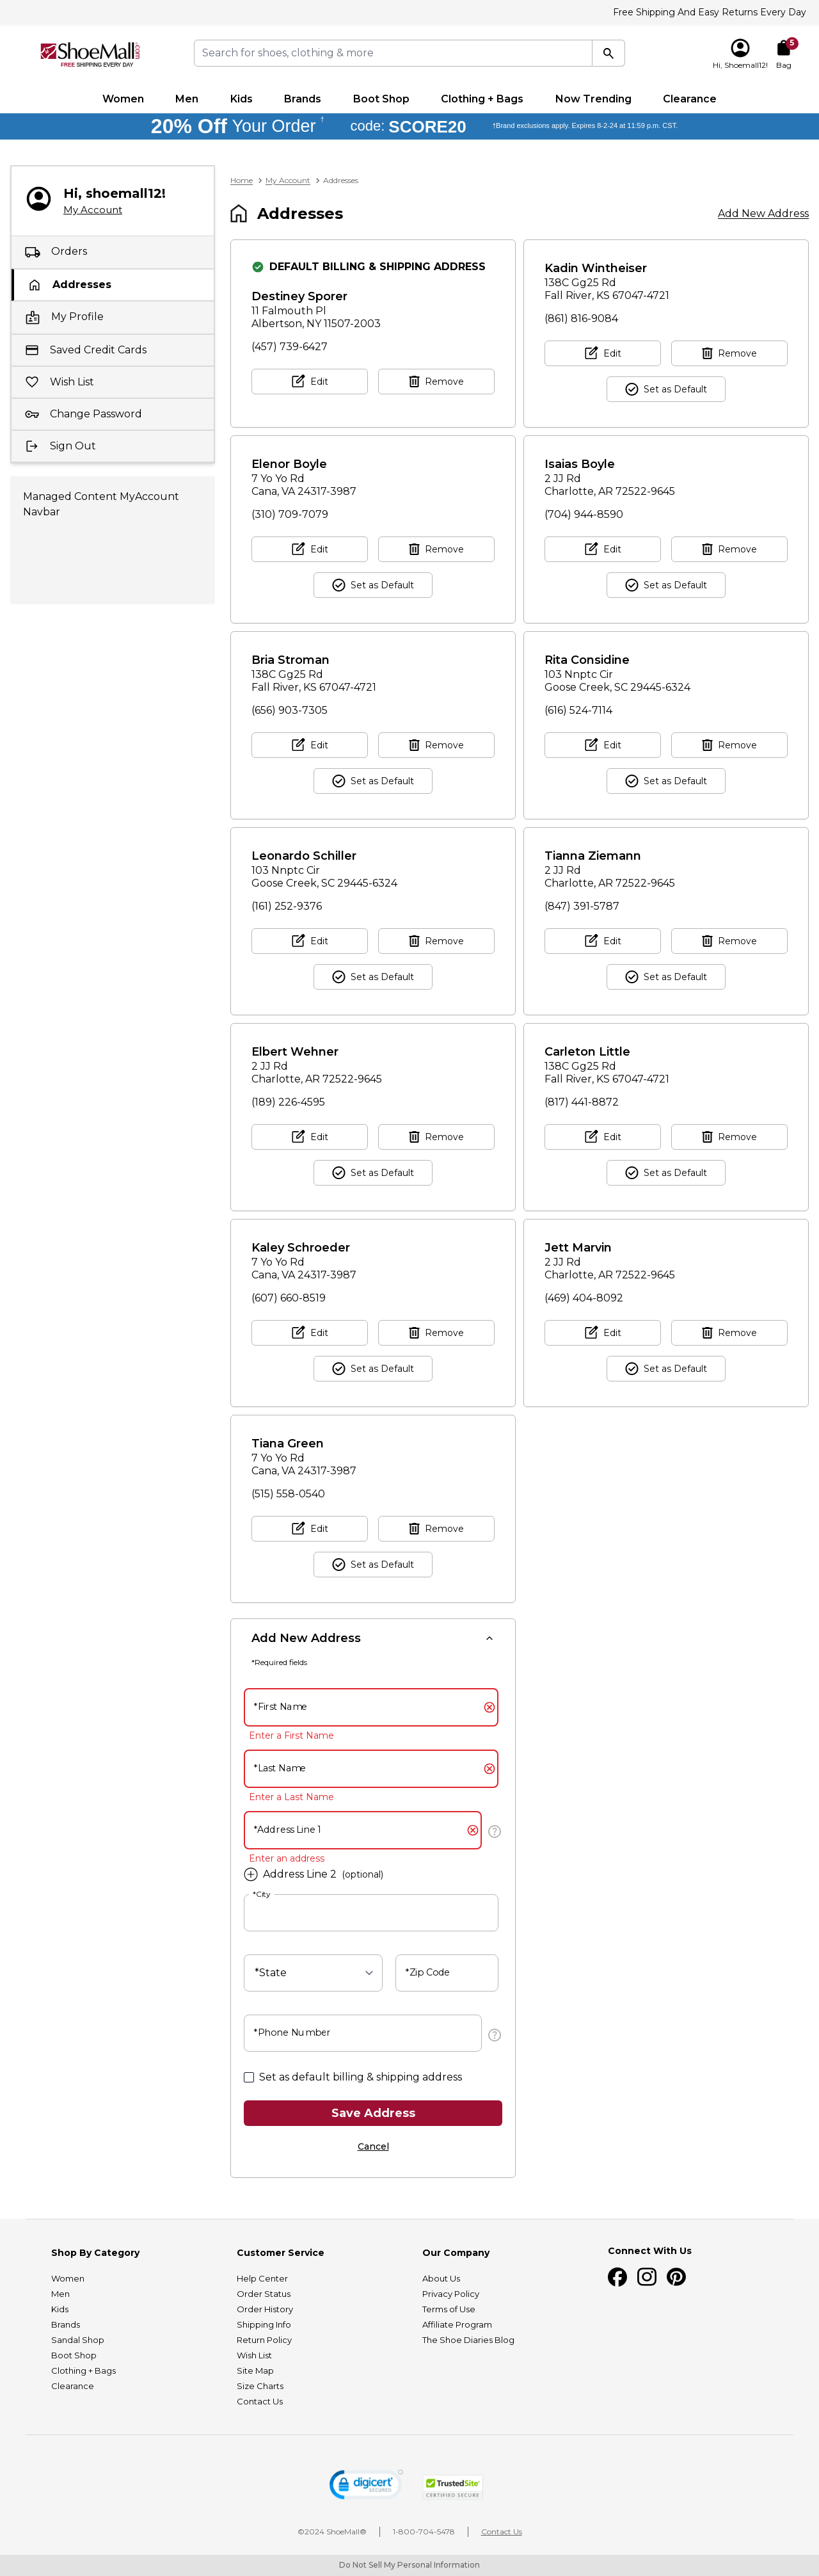 Free Shipping And Easy Returns Every Day
ShoeMall.com
FREE SHIPPING EVERY DAY
Search for shoes, clothing & more
Hi, Shoemall12!
5
Bag
Women Men Kids Brands Boot Shop Clothing + Bags Now Trending Clearance
20% Off Your Order † code: SCORE20 †Brand exclusions apply. Expires 8-2-24 at 11:59 p.m. CST.
Hi, shoemall12!
My Account
Orders
Addresses
My Profile
Saved Credit Cards
Wish List
Change Password
Sign Out
Managed Content MyAccount
Navbar
Home > My Account > Addresses
Addresses
Add New Address
DEFAULT BILLING & SHIPPING ADDRESS
Destiney Sporer
11 Falmouth Pl
Albertson, NY 11507-2003
(457) 739-6427
Edit Remove
Kadin Wintheiser
138C Gg25 Rd
Fall River, KS 67047-4721
(861) 816-9084
Edit Remove
Set as Default
Elenor Boyle
7 Yo Yo Rd
Cana, VA 24317-3987
(310) 709-7079
Edit Remove
Set as Default
Isaias Boyle
2 JJ Rd
Charlotte, AR 72522-9645
(704) 944-8590
Edit Remove
Set as Default
Bria Stroman
138C Gg25 Rd
Fall River, KS 67047-4721
(656) 903-7305
Edit Remove
Set as Default
Rita Considine
103 Nnptc Cir
Goose Creek, SC 29445-6324
(616) 524-7114
Edit Remove
Set as Default
Leonardo Schiller
103 Nnptc Cir
Goose Creek, SC 29445-6324
(161) 252-9376
Edit Remove
Set as Default
Tianna Ziemann
2 JJ Rd
Charlotte, AR 72522-9645
(847) 391-5787
Edit Remove
Set as Default
Elbert Wehner
2 JJ Rd
Charlotte, AR 72522-9645
(189) 226-4595
Edit Remove
Set as Default
Carleton Little
138C Gg25 Rd
Fall River, KS 67047-4721
(817) 441-8872
Edit Remove
Set as Default
Kaley Schroeder
7 Yo Yo Rd
Cana, VA 24317-3987
(607) 660-8519
Edit Remove
Set as Default
Jett Marvin
2 JJ Rd
Charlotte, AR 72522-9645
(469) 404-8092
Edit Remove
Set as Default
Tiana Green
7 Yo Yo Rd
Cana, VA 24317-3987
(515) 558-0540
Edit Remove
Set as Default
Add New Address
*Required fields
*First Name
Enter a First Name
*Last Name
Enter a Last Name
*Address Line 1
Enter an address
Address Line 2 (optional)
*City
*State
*Zip Code
*Phone Number
Set as default billing & shipping address
Save Address
Cancel
Shop By Category
Women
Men
Kids
Brands
Sandal Shop
Boot Shop
Clothing + Bags
Clearance
Customer Service
Help Center
Order Status
Order History
Shipping Info
Return Policy
Wish List
Site Map
Size Charts
Contact Us
Our Company
About Us
Privacy Policy
Terms of Use
Affiliate Program
The Shoe Diaries Blog
Connect With Us
digicert
SECURED
TrustedSite
CERTIFIED SECURE
©2024 ShoeMall®
1-800-704-5478
Contact Us
Do Not Sell My Personal Information